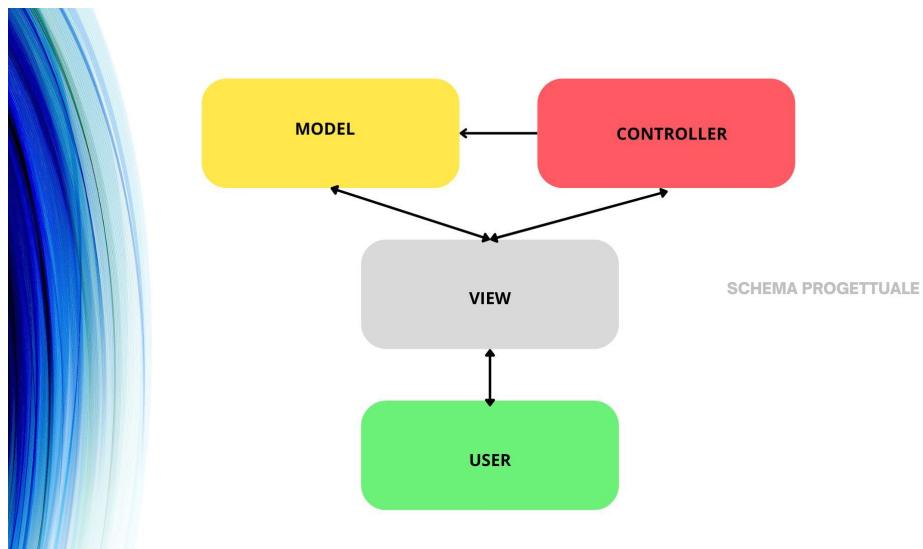 MODEL
CONTROLLER
VIEW
SCHEMA PROGETTUALE
USER